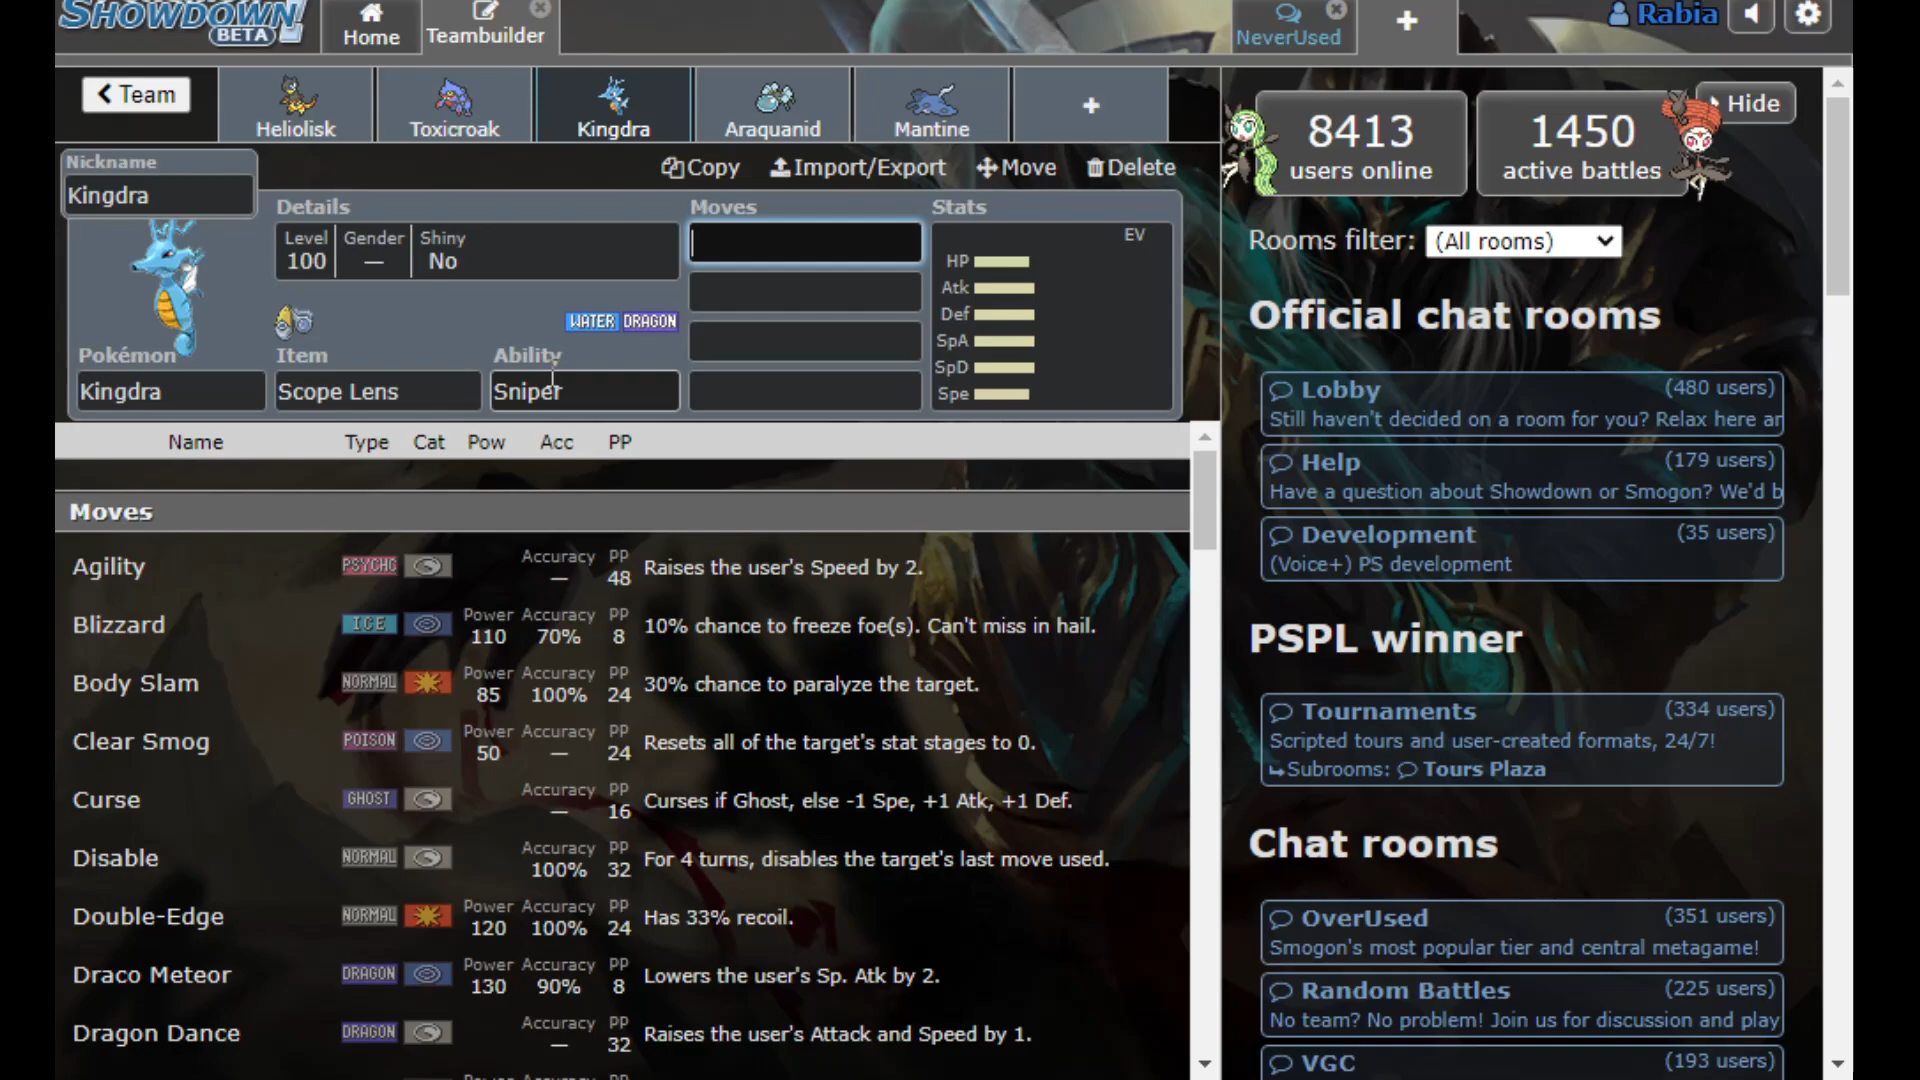 SHOWDOWN
BETA
Home
Teambuilder
NeverUsed
+
Rabia
Team
Heliolisk
Toxicroak
Kingdra
Araquanid
Mantine
+
Nickname
Kingdra
Copy
Import/Export
Move
Delete
Details
Level
100
Gender
—
Shiny
No
WATER DRAGON
Pokémon
Kingdra
Item
Scope Lens
Ability
Sniper
Moves
Stats
EV
HP
Atk
Def
SpA
SpD
Spe
Name Type Cat Pow Acc PP
Moves
Agility PSYCHC Accuracy — PP 48 Raises the user's Speed by 2.
Blizzard ICE Power 110 Accuracy 70% PP 8 10% chance to freeze foe(s). Can't miss in hail.
Body Slam NORMAL Power 85 Accuracy 100% PP 24 30% chance to paralyze the target.
Clear Smog POISON Power 50 Accuracy — PP 24 Resets all of the target's stat stages to 0.
Curse GHOST Accuracy — PP 16 Curses if Ghost, else -1 Spe, +1 Atk, +1 Def.
Disable NORMAL Accuracy 100% PP 32 For 4 turns, disables the target's last move used.
Double-Edge NORMAL Power 120 Accuracy 100% PP 24 Has 33% recoil.
Draco Meteor DRAGON Power 130 Accuracy 90% PP 8 Lowers the user's Sp. Atk by 2.
Dragon Dance DRAGON Accuracy — PP 32 Raises the user's Attack and Speed by 1.
8413
users online
1450
active battles
Hide
Rooms filter: (All rooms)
Official chat rooms
Lobby (480 users)
Still haven't decided on a room for you? Relax here ar
Help (179 users)
Have a question about Showdown or Smogon? We'd b
Development (35 users)
(Voice+) PS development
PSPL winner
Tournaments (334 users)
Scripted tours and user-created formats, 24/7!
Subrooms: Tours Plaza
Chat rooms
OverUsed (351 users)
Smogon's most popular tier and central metagame!
Random Battles (225 users)
No team? No problem! Join us for discussion and play
VGC (193 users)